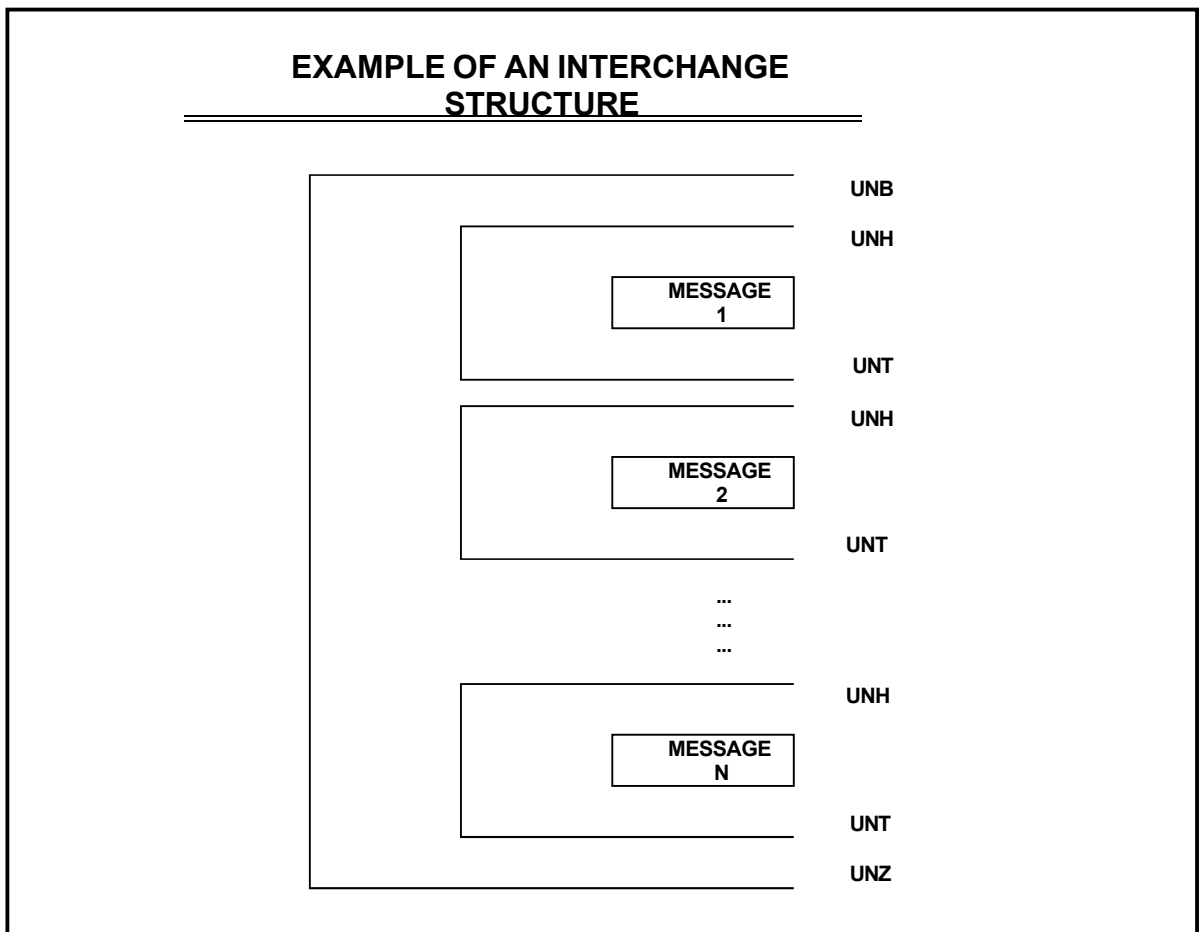 EXAMPLE OF AN INTERCHANGE
STRUCTURE
UNB
UNH
MESSAGE
1
UNT
UNH
MESSAGE
2
UNT
...
...
...
UNH
MESSAGE
N
UNT
UNZ